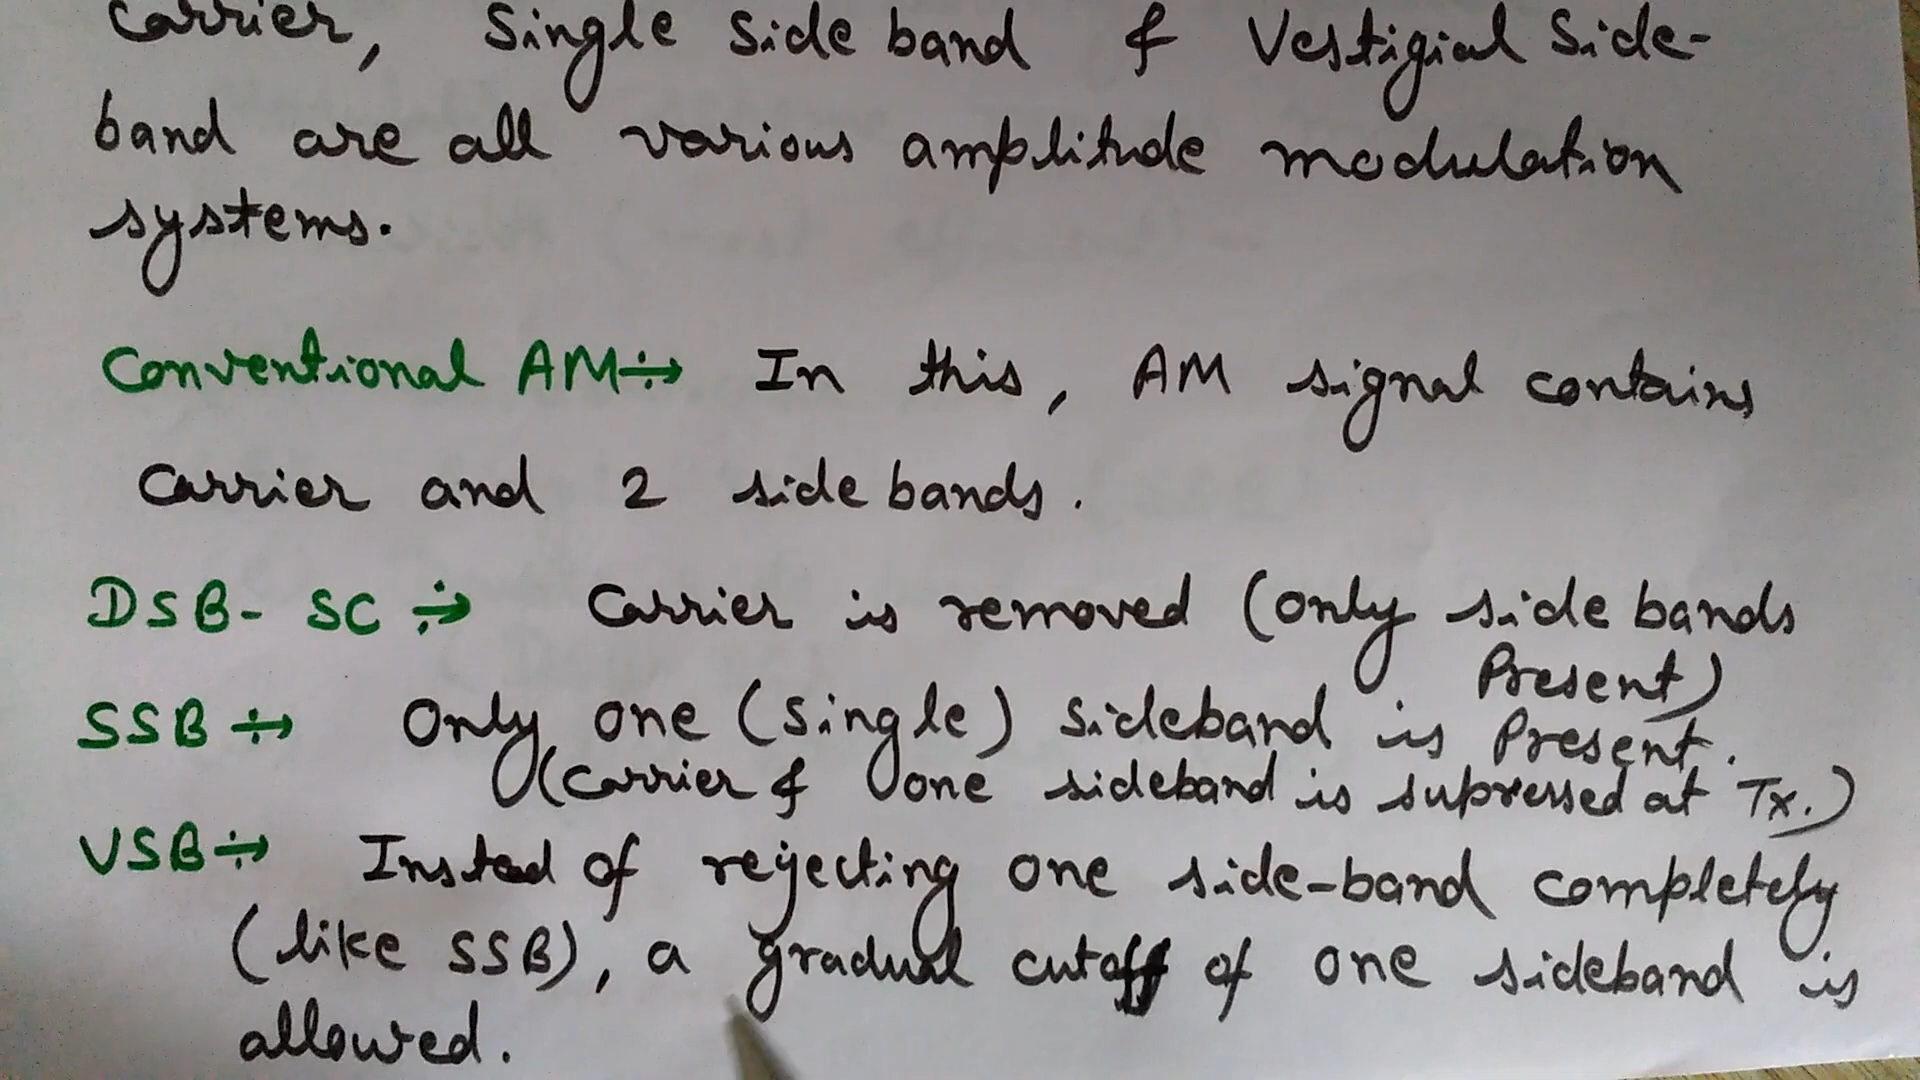 Carrier, Single Side band & Vestigial Side-
band are all various amplitude modulation
systems.
Conventional AM÷→ In this, AM signal contains
Carrier and 2 side bands.
DSB- SC ÷→ Carrier is removed (only side bands
Present)
SSB ÷→ Only one (single) sideband is Present.
(Carrier & one sideband is supressed at Tx.)
VSB ÷→ Insted of rejecting one side-band completely
(like SSB), a gradual cutoff of one sideband is
allowed.